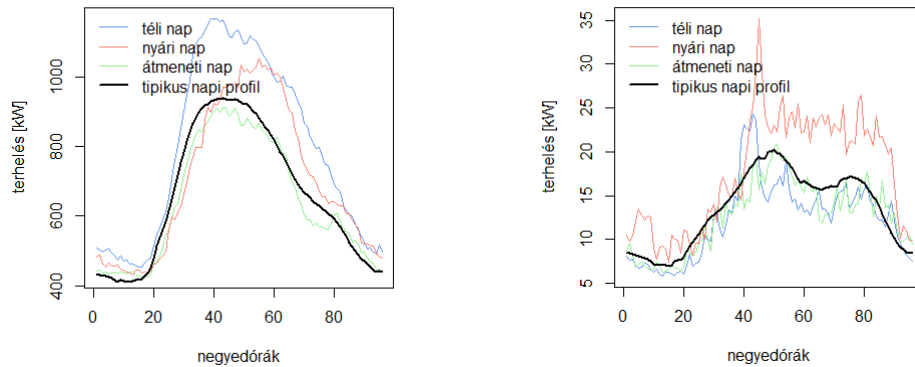 téli nap
nyári nap
átmeneti nap
tipikus napi profil
terhelés [kW]
400
600
800
1000
0
20
40
60
80
negyedórák
téli nap
nyári nap
átmeneti nap
tipikus napi profil
terhelés [kW]
5
10
15
20
25
30
35
0
20
40
60
80
negyedórák